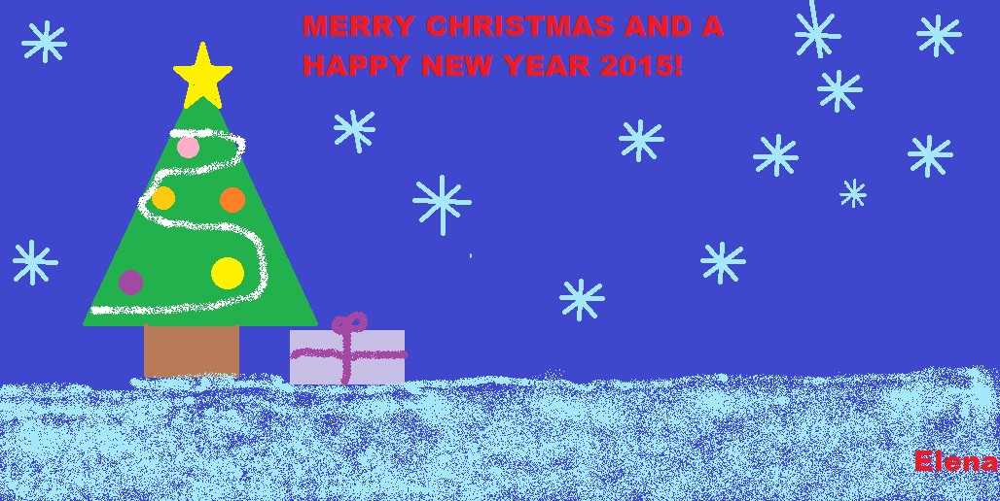 MERRY CHRISTMAS AND A
HAPPY NEW YEAR 2015!
Elena